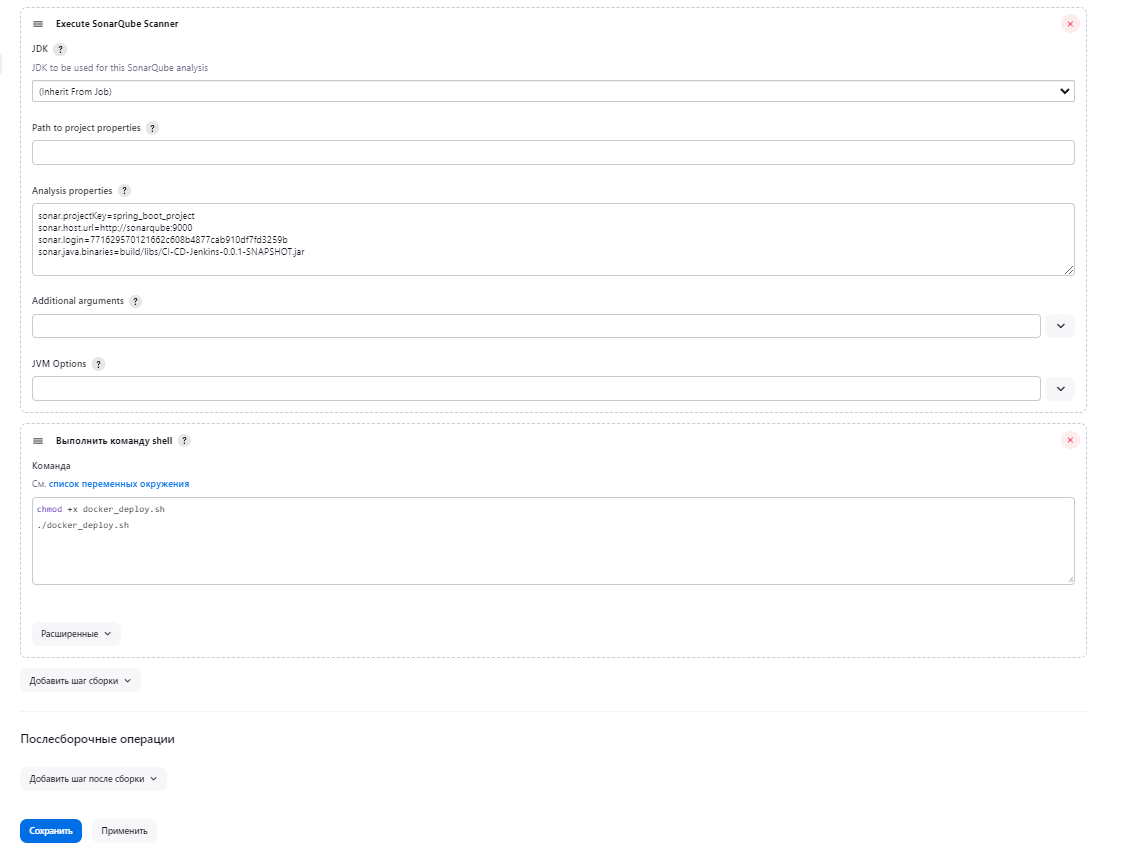 Execute SonarQube Scanner
JDK ?
JDK to be used for this SonarQube analysis
(Inherit From Job)
Path to project properties ?
Analysis properties ?
sonar.projectKey=spring_boot_project
sonar.host.url=http://sonarqube:9000
sonar.login=771629570121662c608b4877cab910df7fd3259b
sonar.java.binaries=build/libs/CI-CD-Jenkins-0.0.1-SNAPSHOT.jar
Additional arguments ?
JVM Options ?
Выполнить команду shell ?
Команда
См. список переменных окружения
chmod +x docker_deploy.sh
./docker_deploy.sh
Расширенные
Добавить шаг сборки
Послесборочные операции
Добавить шаг после сборки
Сохранить
Применить